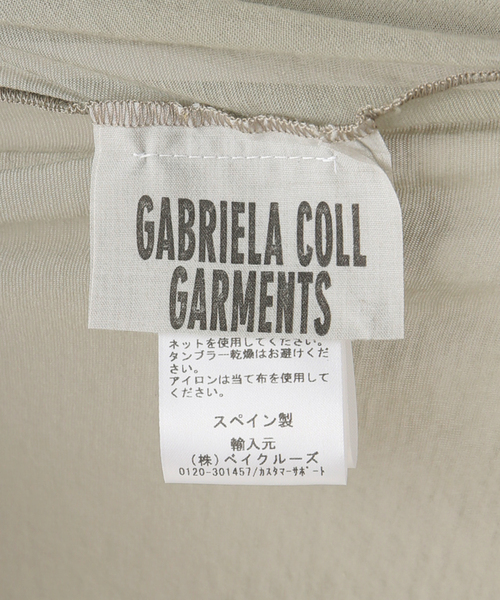 GABRIELA COLL
GARMENTS
ネットを使用してください。
タンブラー乾燥はお避けくだ
さい。
アイロンは当て布を使用して
ください。
スペイン製
輸入元
(株)ベイクルーズ
0120-301457/ｶｽﾀﾏｰｻﾎﾟｰﾄ